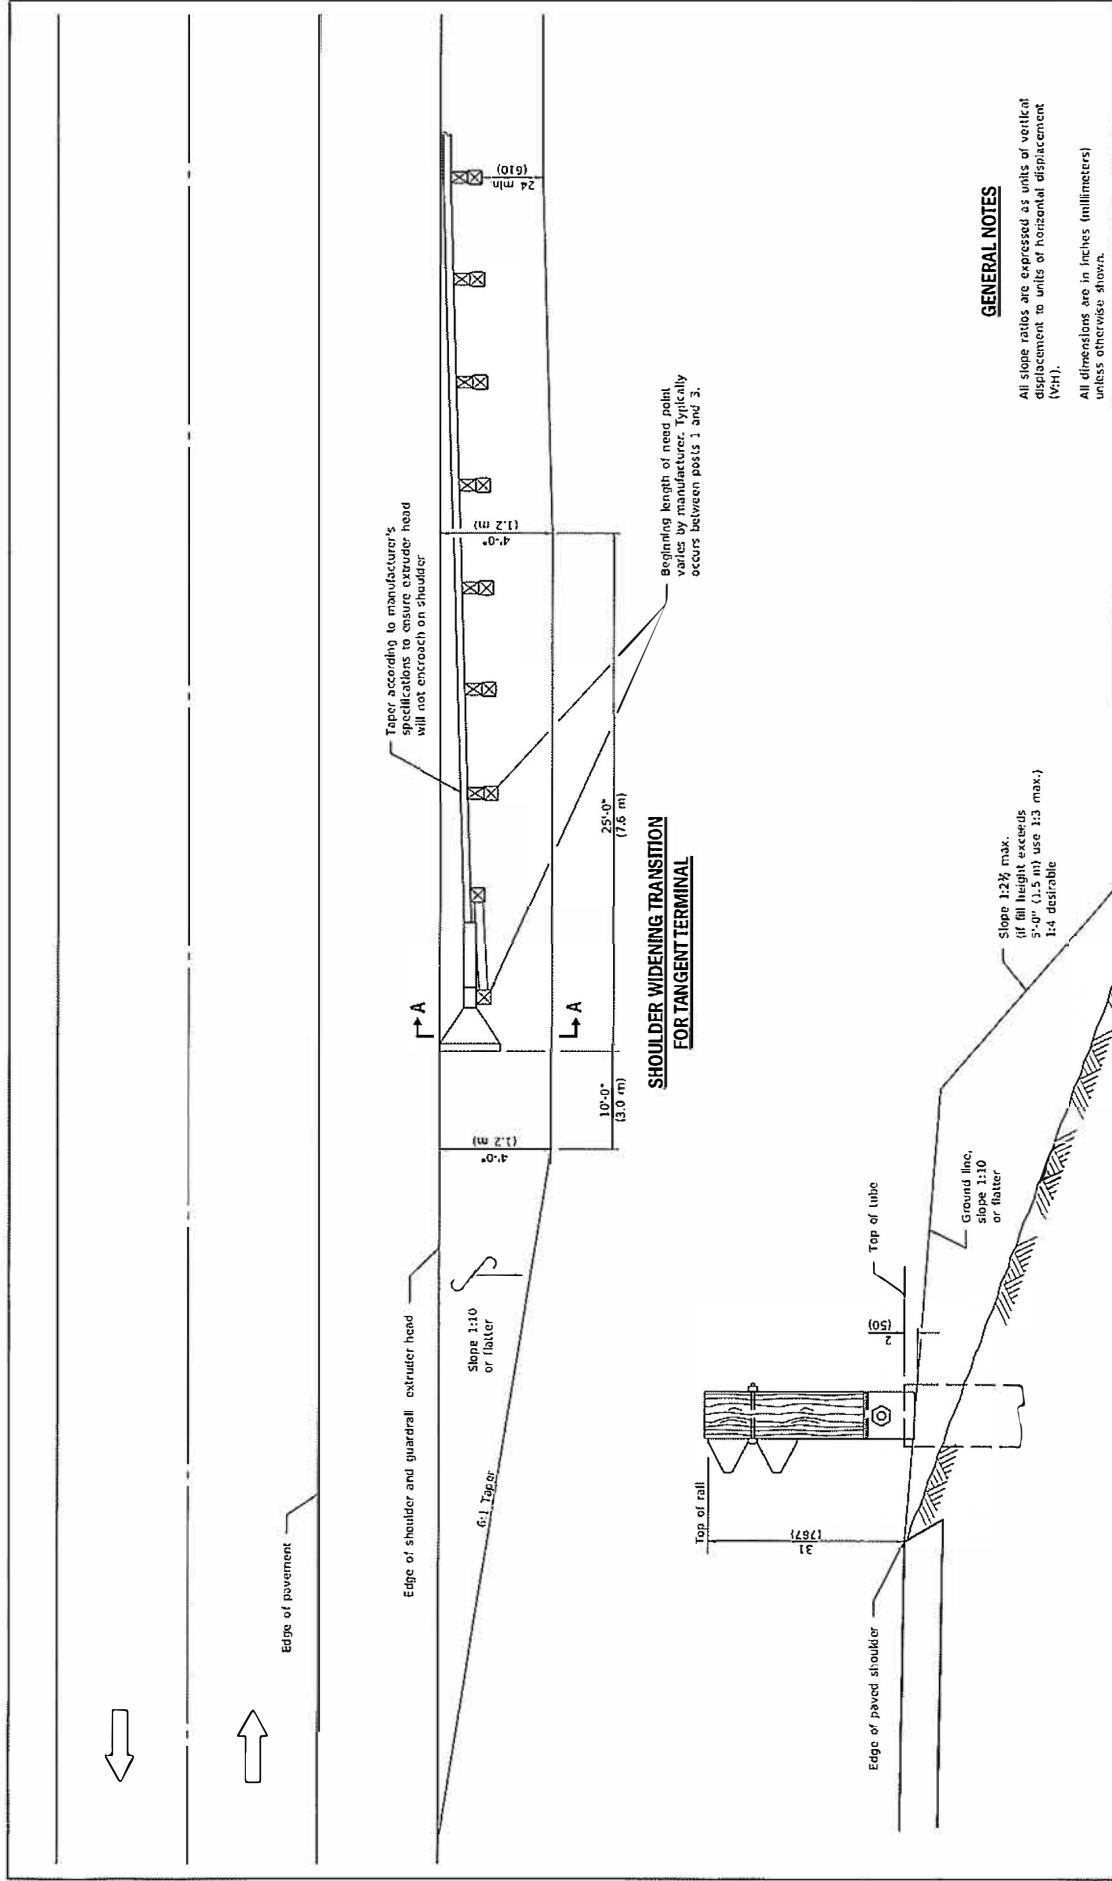 Edge of pavement
Edge of shoulder and guardrail extruder head
Slope 1:10
or flatter
6:1 Taper
4'-0"
(1.2 m)
A
A
Taper according to manufacturer's
specifications to ensure extruder head
will not encroach on shoulder
4'-0"
(1.2 m)
24 min
(610)
10'-0"
(3.0 m)
25'-0"
(7.6 m)
Beginning length of need point
varies by manufacturer. Typically
occurs between posts 1 and 3.
SHOULDER WIDENING TRANSITION
FOR TANGENT TERMINAL
Top of rail
31
(787)
Edge of paved shoulder
Top of tube
2
(50)
Ground line,
slope 1:10
or flatter
Slope 1:2½ max.
(if fill height exceeds
5'-0" (1.5 m) use 1:3 max.)
1:4 desirable
GENERAL NOTES
All slope ratios are expressed as units of vertical
displacement to units of horizontal displacement
(V:H).
All dimensions are in inches (millimeters)
unless otherwise shown.